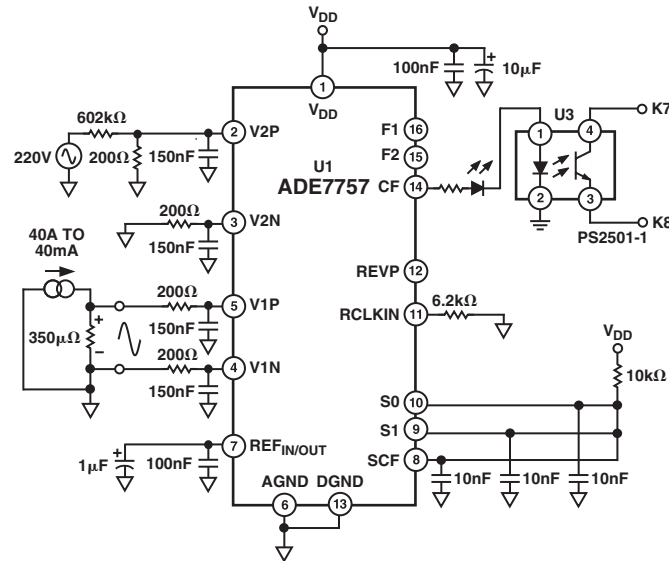 VDD
100nF
10µF
1
VDD
602kΩ
220V
200Ω
150nF
2
V2P
U1
ADE7757
F1
16
F2
15
CF
14
U3
1
4
2
3
K7
K8
PS2501-1
200Ω
150nF
3
V2N
40A TO
40mA
350µΩ
+
–
200Ω
150nF
5
V1P
200Ω
150nF
4
V1N
REVP
12
RCLKIN
11
6.2kΩ
VDD
10kΩ
S0
10
S1
9
SCF
8
10nF
10nF
10nF
+
1µF
100nF
7
REFIN/OUT
AGND
DGND
6
13
+